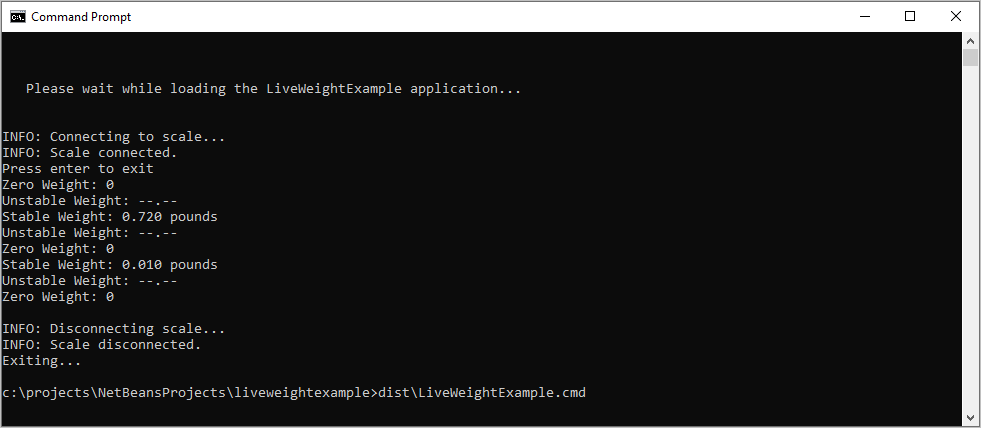 Command Prompt
Please wait while loading the LiveWeightExample application...
INFO: Connecting to scale...
INFO: Scale connected.
Press enter to exit
Zero Weight: 0
Unstable Weight: --.--
Stable Weight: 0.720 pounds
Unstable Weight: --.--
Zero Weight: 0
Stable Weight: 0.010 pounds
Unstable Weight: --.--
Zero Weight: 0
INFO: Disconnecting scale...
INFO: Scale disconnected.
Exiting...
c:\projects\NetBeansProjects\liveweightexample>dist\LiveWeightExample.cmd